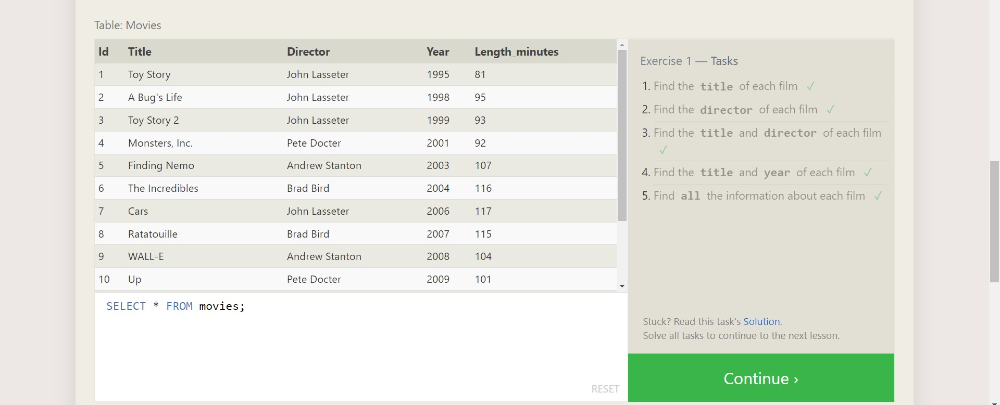 Table: Movies
Id Title Director Year Length_minutes
1 Toy Story John Lasseter 1995 81
2 A Bug's Life John Lasseter 1998 95
3 Toy Story 2 John Lasseter 1999 93
4 Monsters, Inc. Pete Docter 2001 92
5 Finding Nemo Andrew Stanton 2003 107
6 The Incredibles Brad Bird 2004 116
7 Cars John Lasseter 2006 117
8 Ratatouille Brad Bird 2007 115
9 WALL-E Andrew Stanton 2008 104
10 Up Pete Docter 2009 101
SELECT * FROM movies;
RESET
Exercise 1 — Tasks
1. Find the title of each film ✓
2. Find the director of each film ✓
3. Find the title and director of each film
✓
4. Find the title and year of each film ✓
5. Find all the information about each film ✓
Stuck? Read this task's Solution.
Solve all tasks to continue to the next lesson.
Continue ›